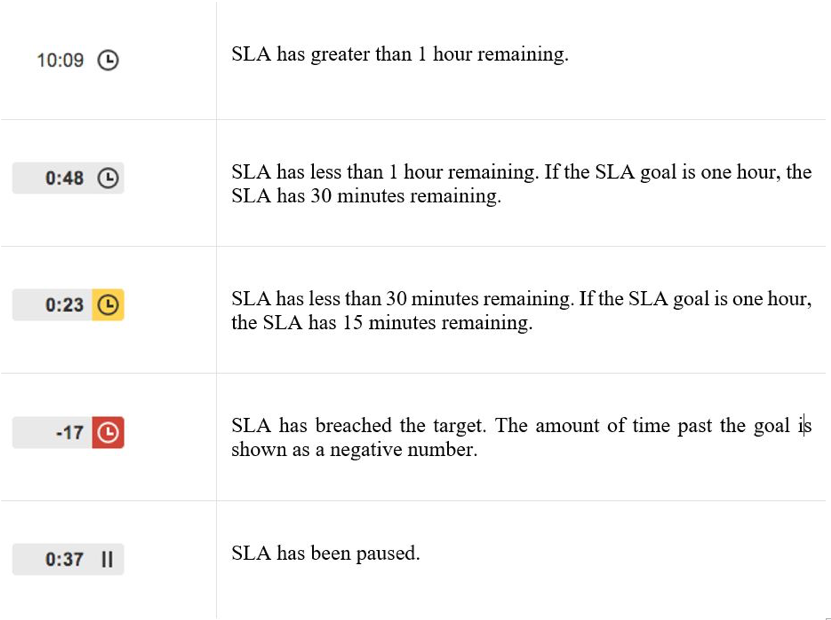 10:09
SLA has greater than 1 hour remaining.
0:48
SLA has less than 1 hour remaining. If the SLA goal is one hour, the
SLA has 30 minutes remaining.
0:23
SLA has less than 30 minutes remaining. If the SLA goal is one hour,
the SLA has 15 minutes remaining.
-17
SLA has breached the target. The amount of time past the goal is
shown as a negative number.
0:37
SLA has been paused.